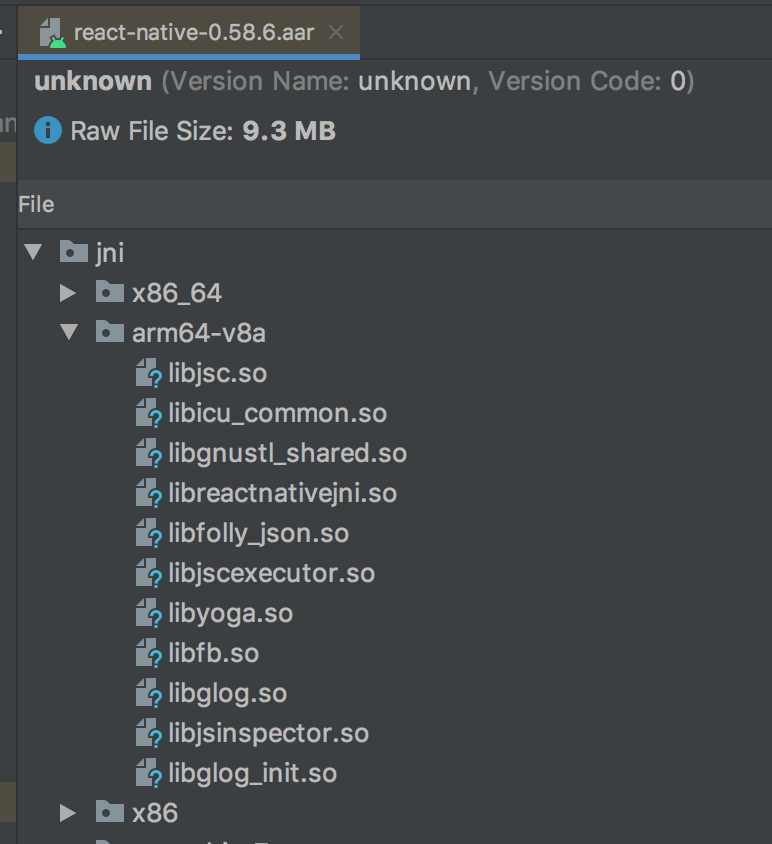 react-native-0.58.6.aar
unknown (Version Name: unknown, Version Code: 0)
Raw File Size: 9.3 MB
File
jni
x86_64
arm64-v8a
libjsc.so
libicu_common.so
libgnustl_shared.so
libreactnativejni.so
libfolly_json.so
libjscexecutor.so
libyoga.so
libfb.so
libglog.so
libjsinspector.so
libglog_init.so
x86